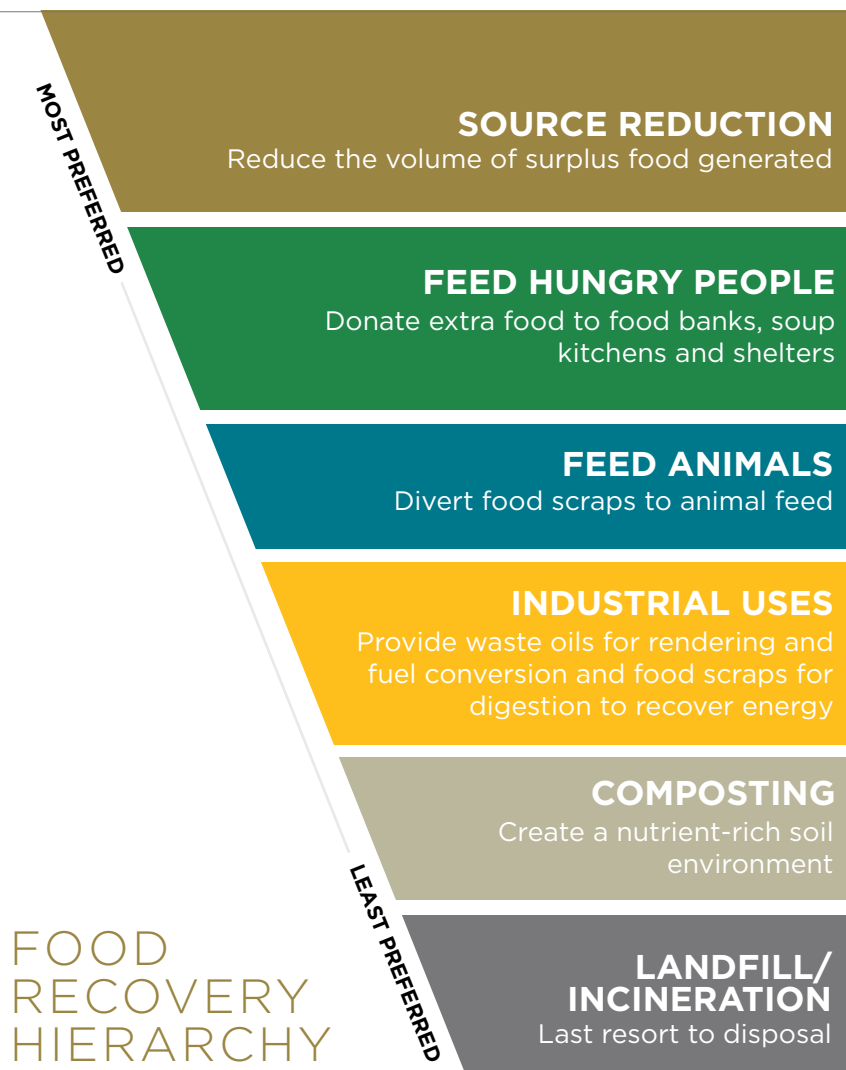 MOST PREFERRED
SOURCE REDUCTION
Reduce the volume of surplus food generated
FEED HUNGRY PEOPLE
Donate extra food to food banks, soup
kitchens and shelters
FEED ANIMALS
Divert food scraps to animal feed
INDUSTRIAL USES
Provide waste oils for rendering and
fuel conversion and food scraps for
digestion to recover energy
COMPOSTING
Create a nutrient-rich soil
environment
LEAST PREFERRED
LANDFILL/
INCINERATION
Last resort to disposal
FOOD
RECOVERY
HIERARCHY